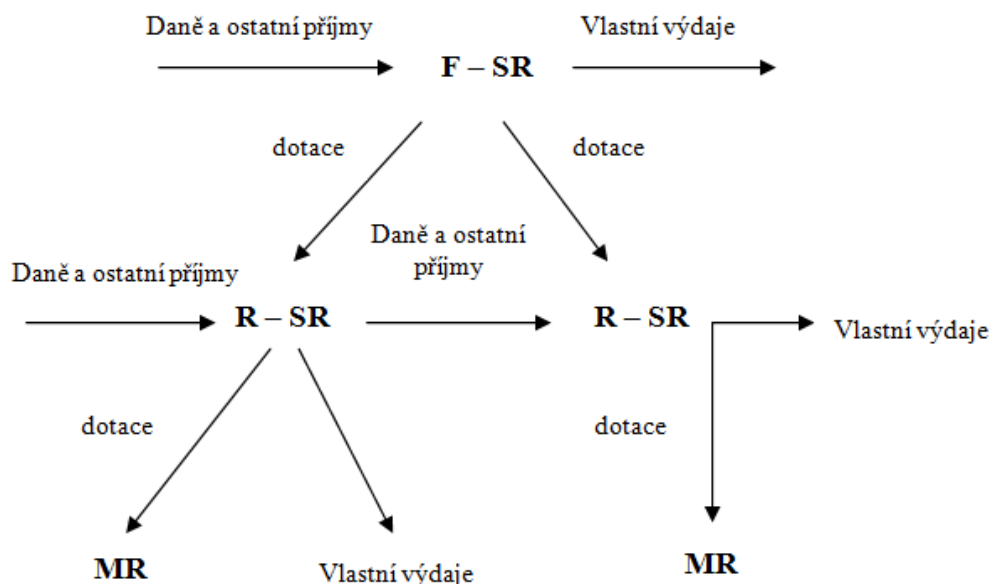 Daně a ostatní příjmy
Vlastní výdaje
F – SR
dotace
dotace
Daně a ostatní
příjmy
Daně a ostatní příjmy
R – SR
R – SR
Vlastní výdaje
dotace
dotace
MR
Vlastní výdaje
MR